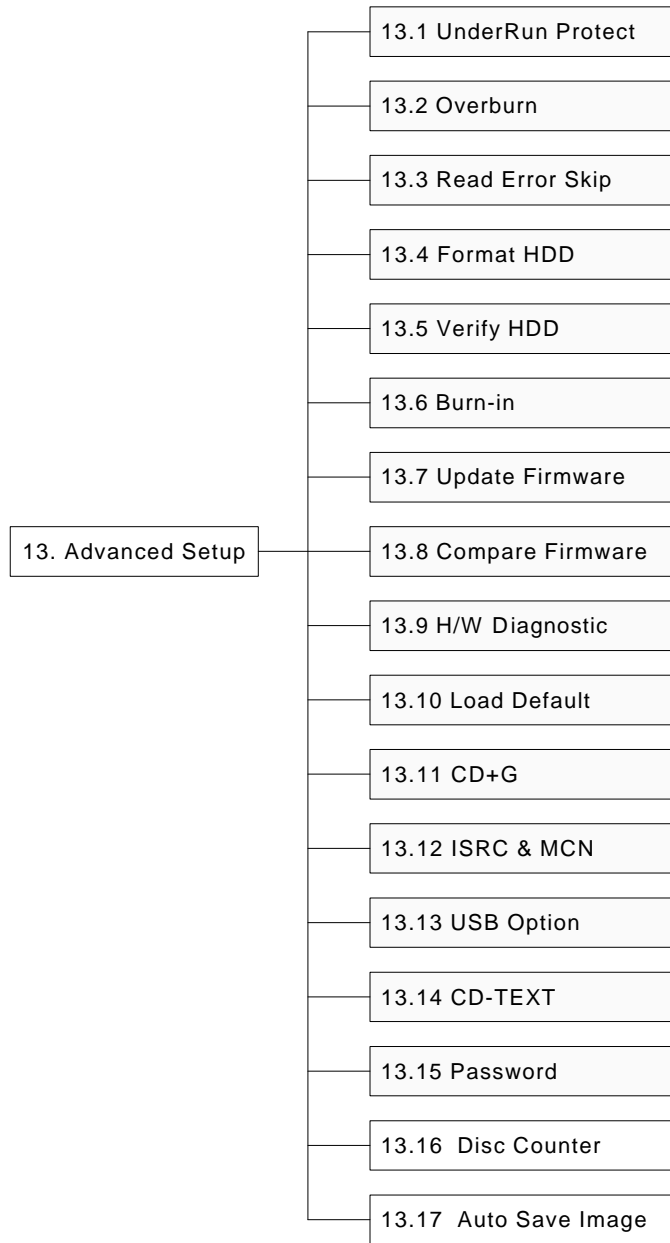 13.1 UnderRun Protect
13.2 Overburn
13.3 Read Error Skip
13.4 Format HDD
13.5 Verify HDD
13.6 Burn-in
13.7 Update Firmware
13. Advanced Setup
13.8 Compare Firmware
13.9 H/W Diagnostic
13.10 Load Default
13.11 CD+G
13.12 ISRC & MCN
13.13 USB Option
13.14 CD-TEXT
13.15 Password
13.16 Disc Counter
13.17 Auto Save Image